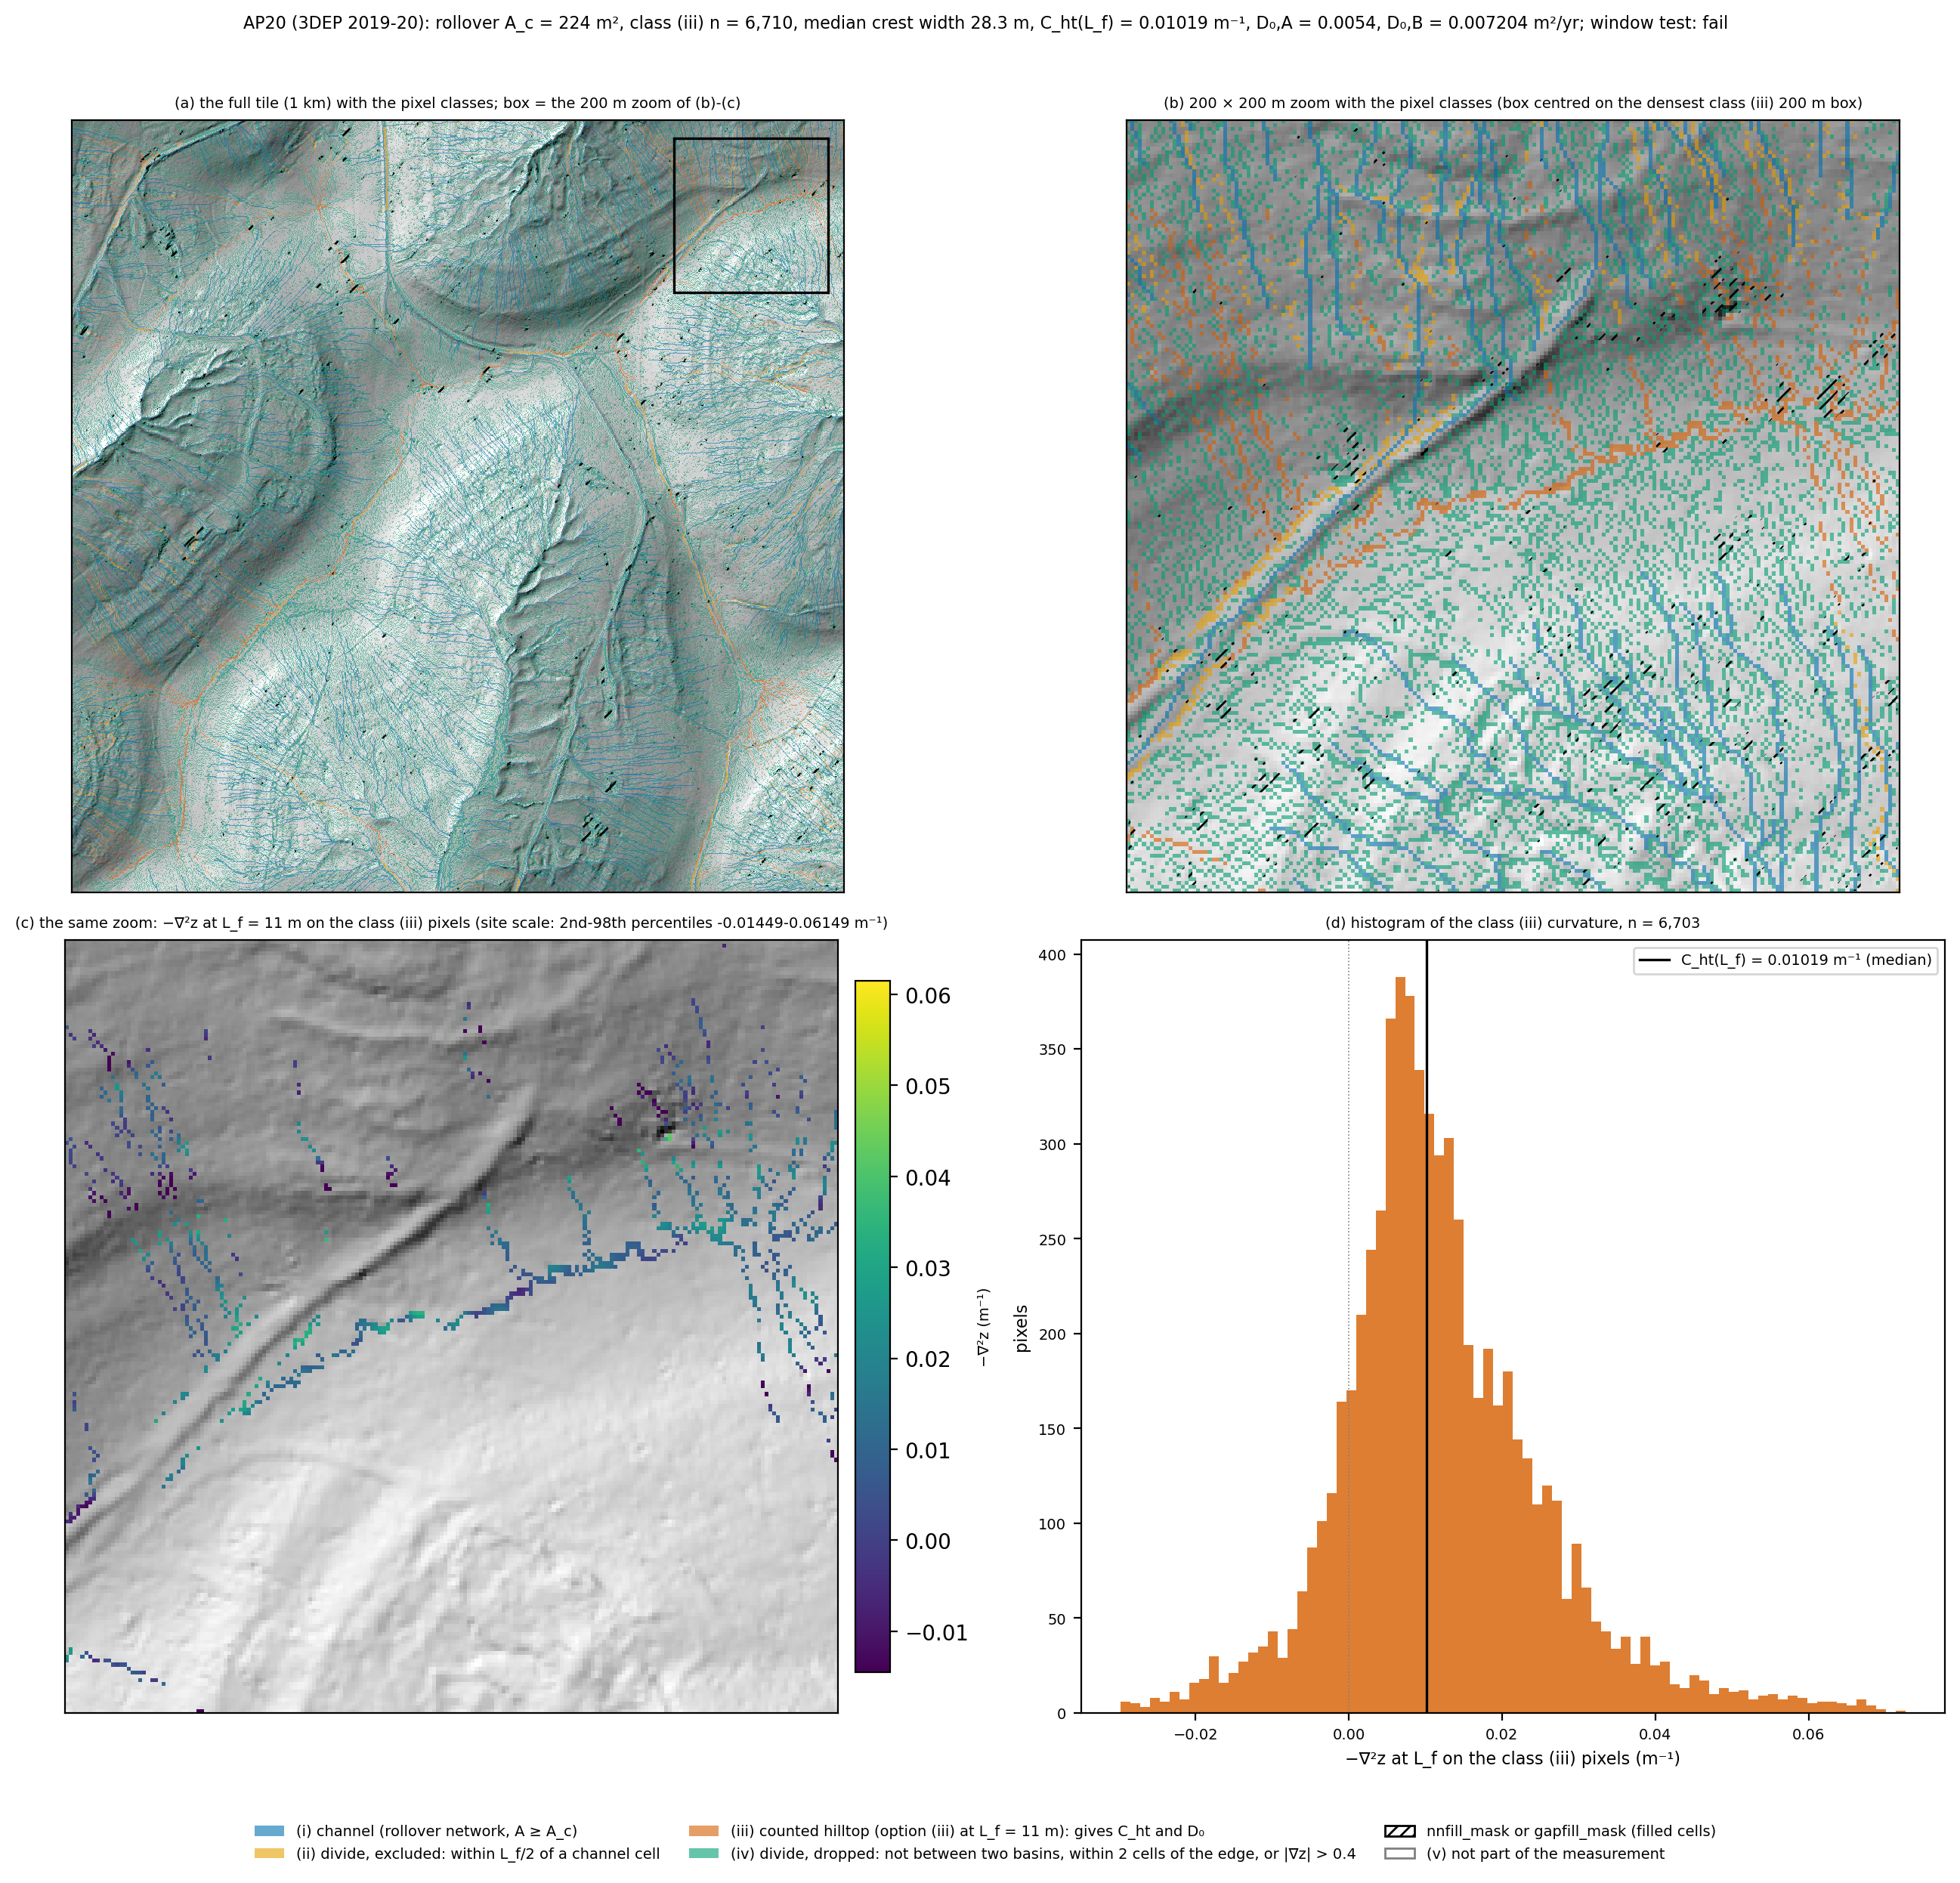 AP20 (3DEP 2019-20): rollover A_c = 224 m², class (iii) n = 6,710, median crest width 28.3 m, C_ht(L_f) = 0.01019 m⁻¹, D₀,A = 0.0054, D₀,B = 0.007204 m²/yr; window test: fail
(a) the full tile (1 km) with the pixel classes; box = the 200 m zoom of (b)-(c)
(b) 200 × 200 m zoom with the pixel classes (box centred on the densest class (iii) 200 m box)
(c) the same zoom: −∇²z at L_f = 11 m on the class (iii) pixels (site scale: 2nd-98th percentiles -0.01449-0.06149 m⁻¹)
0.06
0.05
0.04
0.03
0.02
0.01
0.00
−0.01
−∇²z (m⁻¹)
(d) histogram of the class (iii) curvature, n = 6,703
C_ht(L_f) = 0.01019 m⁻¹ (median)
400
350
300
250
200
150
100
50
0
pixels
−0.02
0.00
0.02
0.04
0.06
−∇²z at L_f on the class (iii) pixels (m⁻¹)
(i) channel (rollover network, A ≥ A_c)
(ii) divide, excluded: within L_f/2 of a channel cell
(iii) counted hilltop (option (iii) at L_f = 11 m): gives C_ht and D₀
(iv) divide, dropped: not between two basins, within 2 cells of the edge, or |∇z| > 0.4
nnfill_mask or gapfill_mask (filled cells)
(v) not part of the measurement